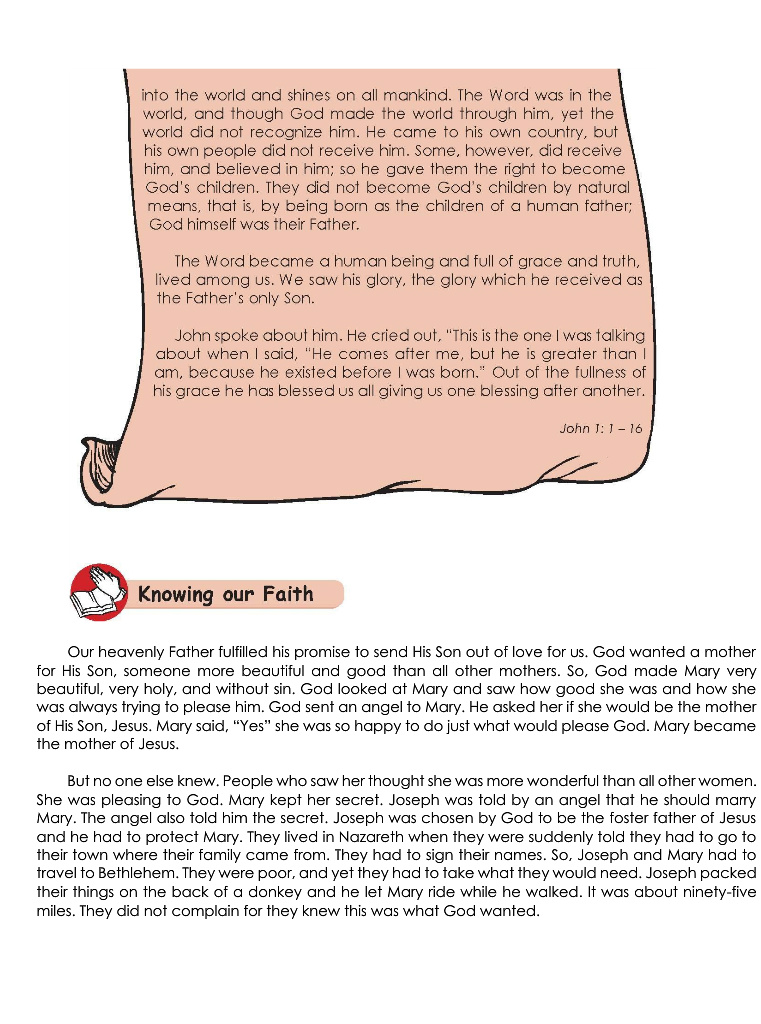 into the world and shines on all mankind. The Word was in the
world, and though God made the world through him, yet the
world did not recognize him. He came to his own country, but
his own people did not receive him. Some, however, did receive
him, and believed in him; so he gave them the right to become
God's children. They did not become God's children by natural
means, that is, by being born as the children of a human father;
God himself was their Father.
The Word became a human being and full of grace and truth,
lived among us. We saw his glory, the glory which he received as
the Father's only Son.
John spoke about him. He cried out, “This is the one I was talking
about when I said, “He comes after me, but he is greater than I
am, because he existed before I was born.” Out of the fullness of
his grace he has blessed us all giving us one blessing after another.
John 1: 1 – 16
Knowing our Faith
Our heavenly Father fulfilled his promise to send His Son out of love for us. God wanted a mother
for His Son, someone more beautiful and good than all other mothers. So, God made Mary very
beautiful, very holy, and without sin. God looked at Mary and saw how good she was and how she
was always trying to please him. God sent an angel to Mary. He asked her if she would be the mother
of His Son, Jesus. Mary said, “Yes” she was so happy to do just what would please God. Mary became
the mother of Jesus.
But no one else knew. People who saw her thought she was more wonderful than all other women.
She was pleasing to God. Mary kept her secret. Joseph was told by an angel that he should marry
Mary. The angel also told him the secret. Joseph was chosen by God to be the foster father of Jesus
and he had to protect Mary. They lived in Nazareth when they were suddenly told they had to go to
their town where their family came from. They had to sign their names. So, Joseph and Mary had to
travel to Bethlehem. They were poor, and yet they had to take what they would need. Joseph packed
their things on the back of a donkey and he let Mary ride while he walked. It was about ninety-five
miles. They did not complain for they knew this was what God wanted.